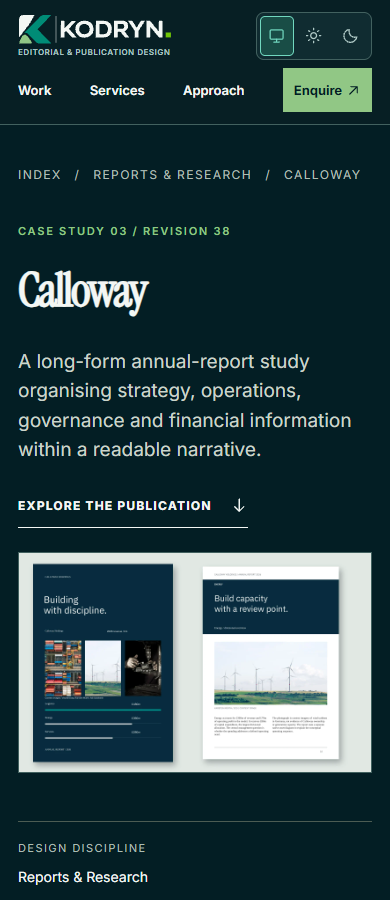 KODRYN.
EDITORIAL & PUBLICATION DESIGN
Work Services Approach Enquire
INDEX / REPORTS & RESEARCH / CALLOWAY
CASE STUDY 03 / REVISION 38
Calloway
A long-form annual-report study
organising strategy, operations,
governance and financial information
within a readable narrative.
EXPLORE THE PUBLICATION
Building
with discipline.
Build capacity
with a review point.
DESIGN DISCIPLINE
Reports & Research